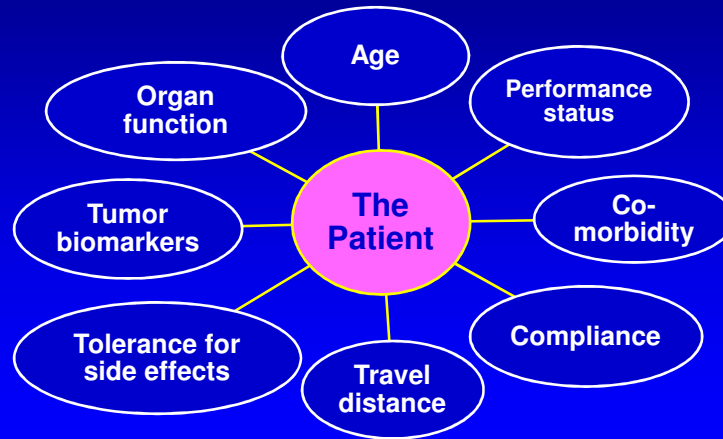 Age
Organ
function
Performance
status
The
Patient
Tumor
biomarkers
Co-
morbidity
Tolerance for
side effects
Compliance
Travel
distance